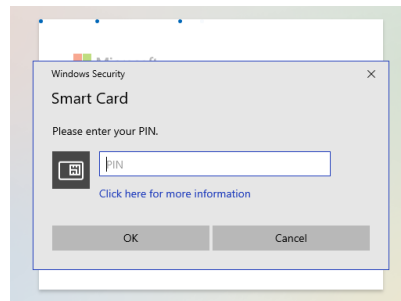 Windows Security
Smart Card
Please enter your PIN.
PIN
Click here for more information
OK
Cancel